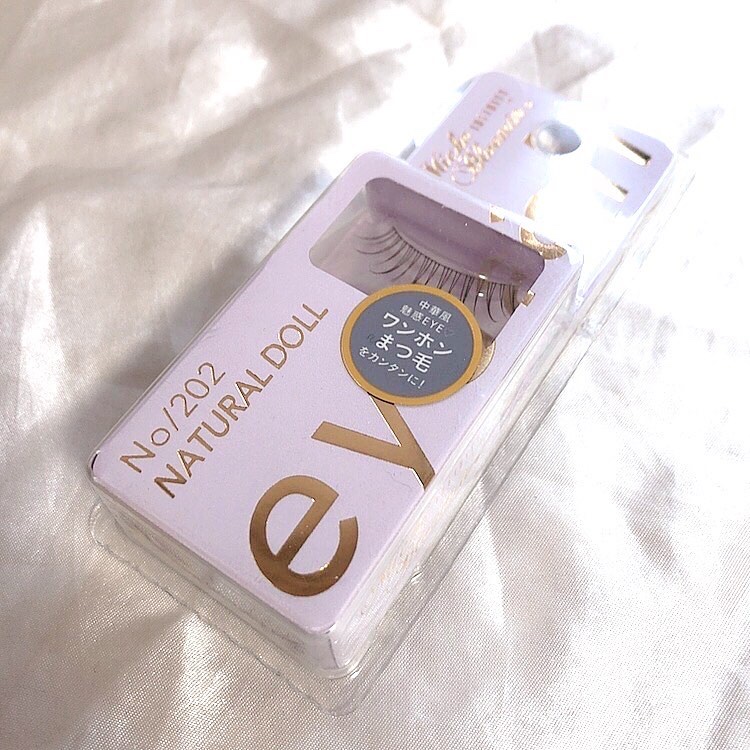 中華風
魅惑EYE♡
ワンホン
まつ毛
をカンタンに!
No/202
NATURAL DOLL
ey